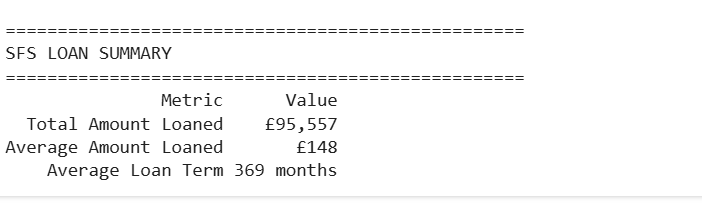 ==================================================
SFS LOAN SUMMARY
==================================================
Metric Value
Total Amount Loaned £95,557
Average Amount Loaned £148
Average Loan Term 369 months